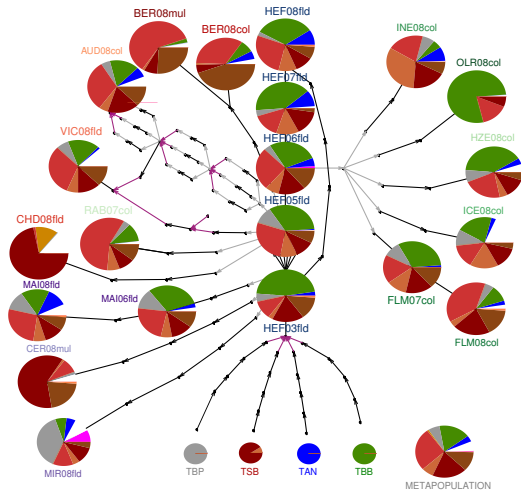 BER08mul
BER08col
HEF08fld
INE08col
AUD08col
OLR08col
HEF07fld
VIC08fld
HEF06fld
HZE08col
RAB07col
HEF05fld
ICE08col
CHD08fld
MAI08fld
MAI06fld
FLM07col
HEF03fld
FLM08col
CER08mul
MIR08fld
TBP
TSB
TAN
TBB
METAPOPULATION